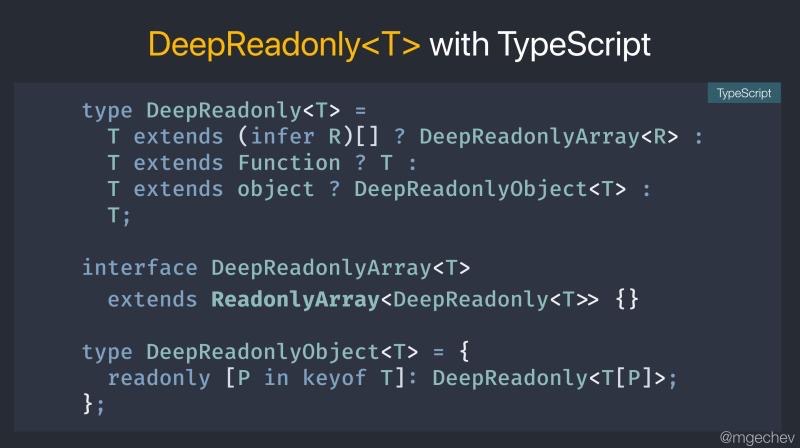 DeepReadonly<T> with TypeScript
TypeScript
type DeepReadonly<T> =
  T extends (infer R)[] ? DeepReadonlyArray<R> :
  T extends Function ? T :
  T extends object ? DeepReadonlyObject<T> :
  T;
interface DeepReadonlyArray<T>
  extends ReadonlyArray<DeepReadonly<T>> {}
type DeepReadonlyObject<T> = {
  readonly [P in keyof T]: DeepReadonly<T[P]>;
};
@mgechev